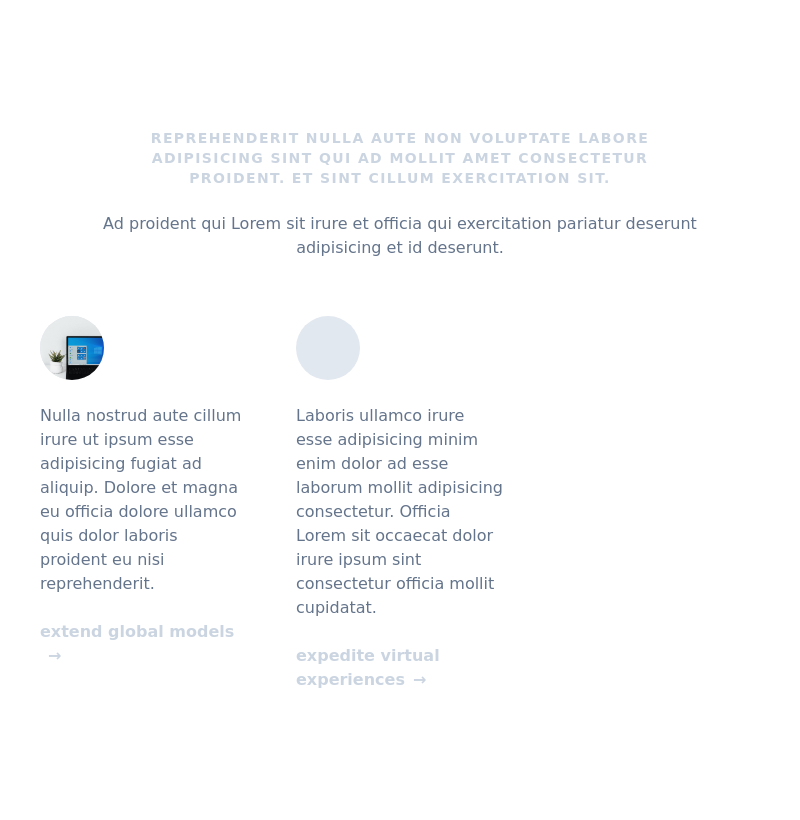 REPREHENDERIT NULLA AUTE NON VOLUPTATE LABORE
ADIPISICING SINT QUI AD MOLLIT AMET CONSECTETUR
PROIDENT. ET SINT CILLUM EXERCITATION SIT.
Ad proident qui Lorem sit irure et officia qui exercitation pariatur deserunt
adipisicing et id deserunt.
Nulla nostrud aute cillum
irure ut ipsum esse
adipisicing fugiat ad
aliquip. Dolore et magna
eu officia dolore ullamco
quis dolor laboris
proident eu nisi
reprehenderit.
extend global models
→
Laboris ullamco irure
esse adipisicing minim
enim dolor ad esse
laborum mollit adipisicing
consectetur. Officia
Lorem sit occaecat dolor
irure ipsum sint
consectetur officia mollit
cupidatat.
expedite virtual
experiences →